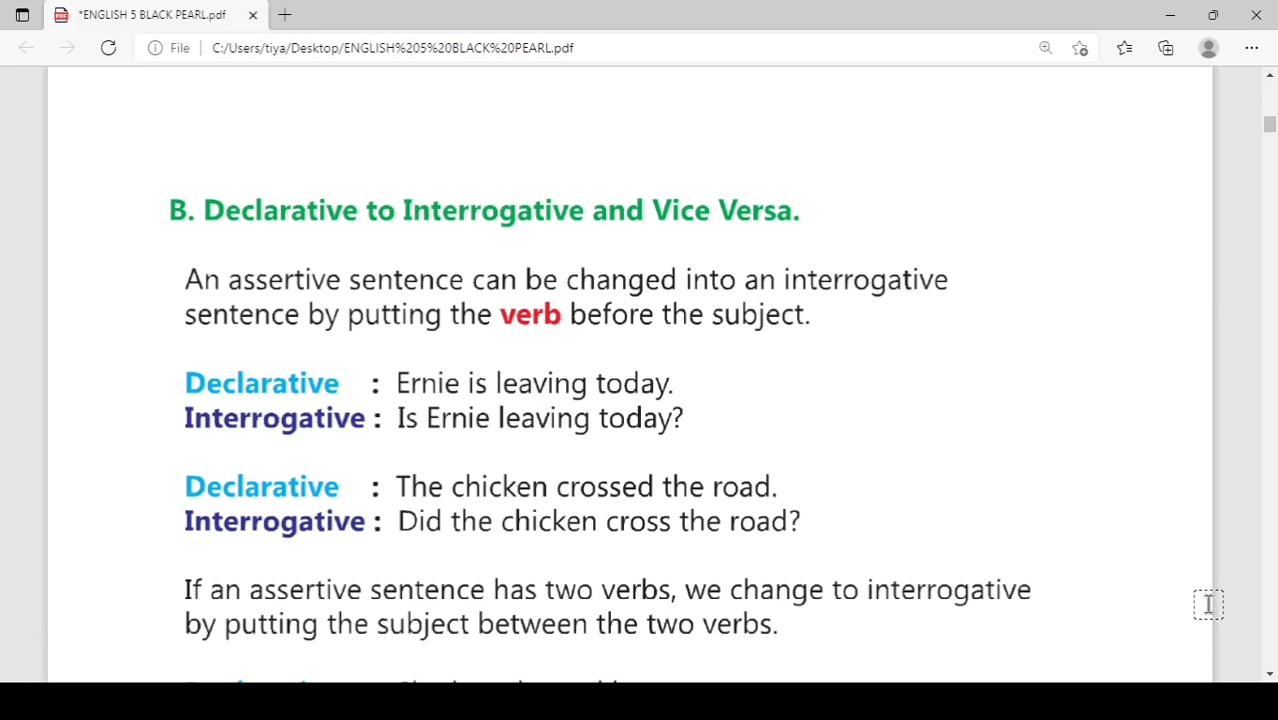 *ENGLISH 5 BLACK PEARL.pdf
File C:/Users/tiya/Desktop/ENGLISH%205%20BLACK%20PEARL.pdf
B. Declarative to Interrogative and Vice Versa.
An assertive sentence can be changed into an interrogative
sentence by putting the verb before the subject.
Declarative : Ernie is leaving today.
Interrogative : Is Ernie leaving today?
Declarative : The chicken crossed the road.
Interrogative : Did the chicken cross the road?
If an assertive sentence has two verbs, we change to interrogative
by putting the subject between the two verbs.